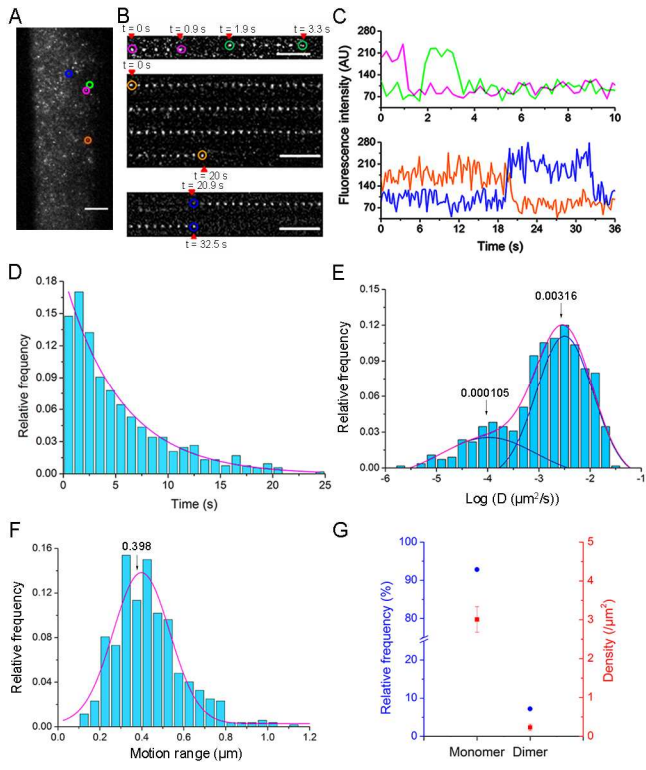 A
B
t = 0 s
t = 0.9 s
t = 1.9 s
t = 3.3 s
t = 0 s
t = 20 s
t = 20.9 s
t = 32.5 s
C
Fluorescence intensity (AU)
280
210
140
70
0 2 4 6 8 10
280
210
140
70
0 6 12 18 24 30 36
Time (s)
D
Relative frequency
0.18
0.15
0.12
0.09
0.06
0.03
0.00
0 5 10 15 20 25
Time (s)
E
Relative frequency
0.15
0.12
0.09
0.06
0.03
0.00
0.00316
0.000105
-6 -5 -4 -3 -2 -1
Log (D (μm²/s))
F
Relative frequency
0.16
0.12
0.08
0.04
0.00
0.398
0.0 0.2 0.4 0.6 0.8 1.0 1.2
Motion range (μm)
G
Relative frequency (%)
100
90
80
20
10
0
Density (/μm²)
5
4
3
2
1
0
Monomer Dimer